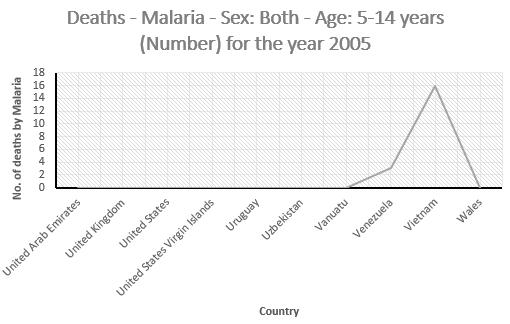 Deaths - Malaria - Sex: Both - Age: 5-14 years
(Number) for the year 2005
No. of deaths by Malaria
18
16
14
12
10
8
6
4
2
0
United Arab Emirates
United Kingdom
United States
United States Virgin Islands
Uruguay
Uzbekistan
Vanuatu
Venezuela
Vietnam
Wales
Country